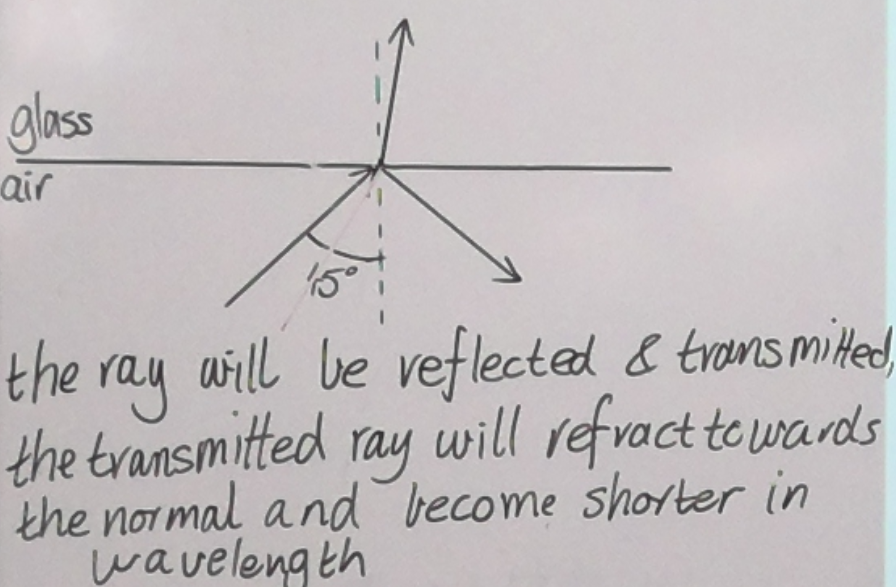 glass
air
15°
the ray will be reflected & transmitted,
the transmitted ray will refract towards
the normal and become shorter in
wavelength